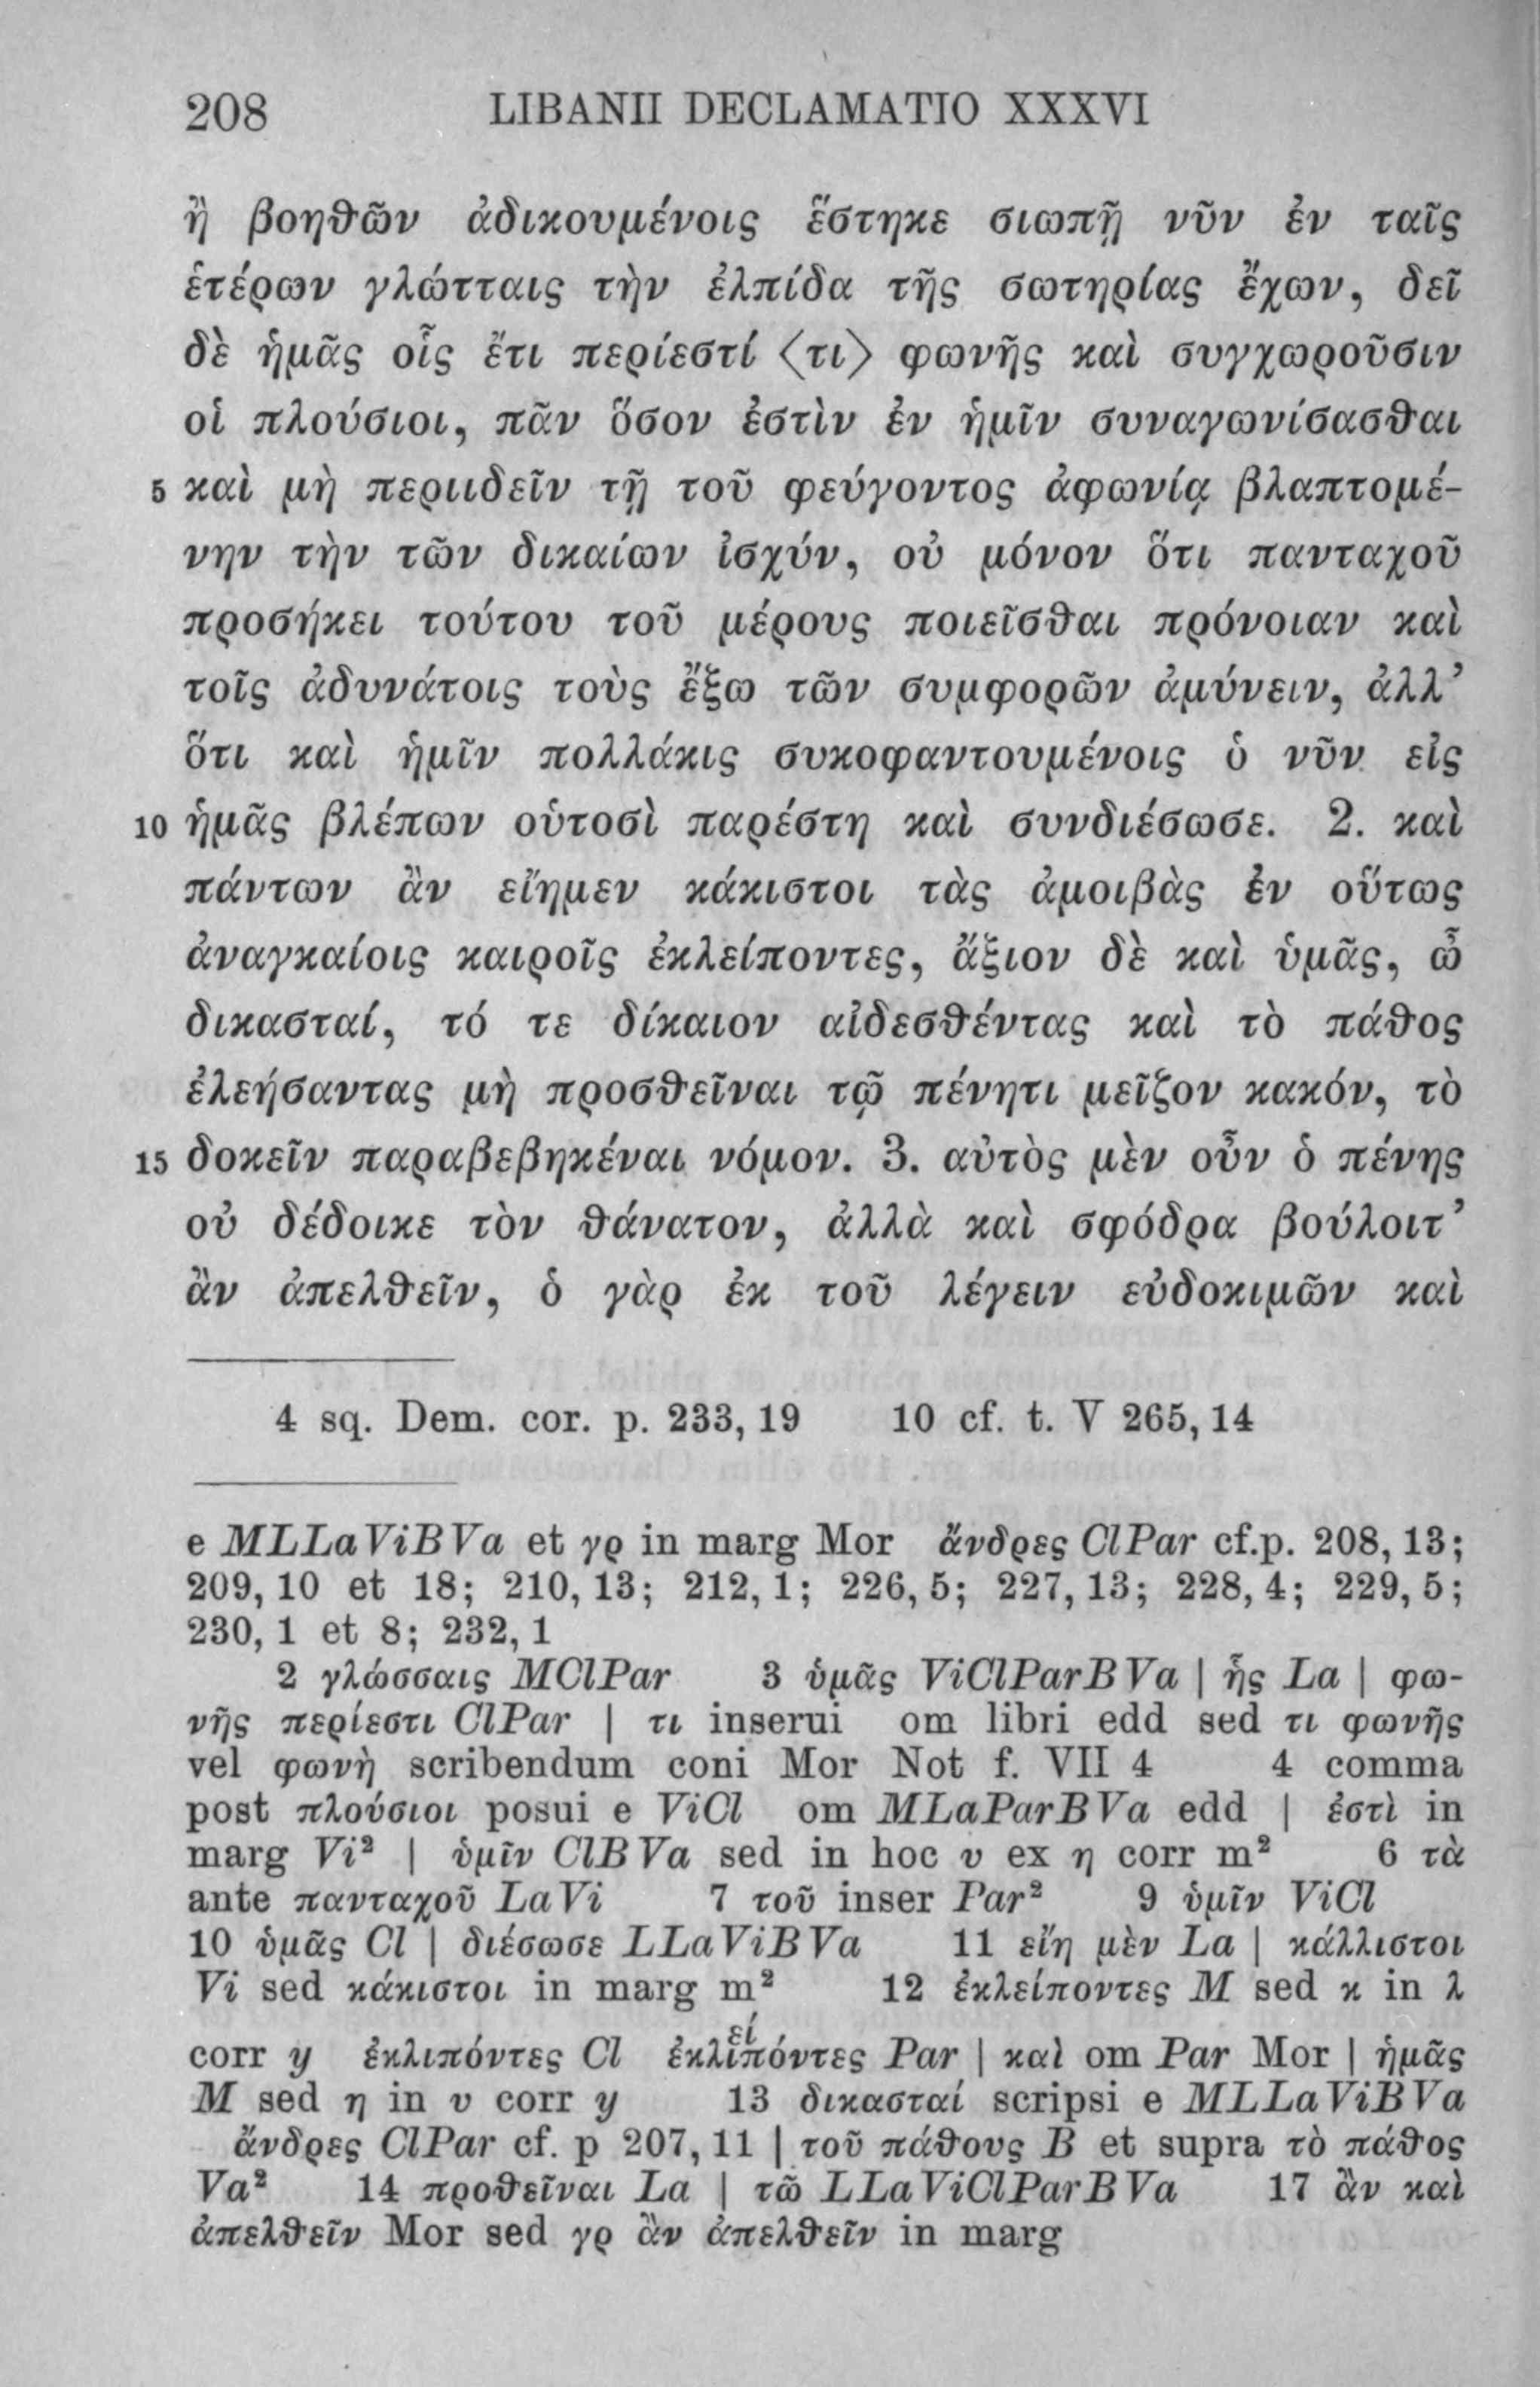 208 LIBANII DECLAMATIO XXXVI
ἢ βοηθῶν ἀδικουμένοις ἕστηκε σιωπῇ νῦν ἐν ταῖς
ἑτέρων γλώτταις τὴν ἐλπίδα τῆς σωτηρίας ἔχων, δεῖ
δὲ ἡμᾶς οἷς ἔτι περίεστί ⟨τι⟩ φωνῆς καὶ συγχωροῦσιν
οἱ πλούσιοι, πᾶν ὅσον ἐστὶν ἐν ἡμῖν συναγωνίσασθαι
5 καὶ μὴ περιιδεῖν τῇ τοῦ φεύγοντος ἀφωνίᾳ βλαπτομέ-
νην τὴν τῶν δικαίων ἰσχύν, οὐ μόνον ὅτι πανταχοῦ
προσήκει τούτου τοῦ μέρους ποιεῖσθαι πρόνοιαν καὶ
τοῖς ἀδυνάτοις τοὺς ἔξω τῶν συμφορῶν ἀμύνειν, ἀλλ’
ὅτι καὶ ἡμῖν πολλάκις συκοφαντουμένοις ὁ νῦν εἰς
10 ἡμᾶς βλέπων οὑτοσὶ παρέστη καὶ συνδιέσωσε. 2. καὶ
πάντων ἂν εἴημεν κάκιστοι τὰς ἀμοιβὰς ἐν οὕτως
ἀναγκαίοις καιροῖς ἐκλείποντες, ἄξιον δὲ καὶ ὑμᾶς, ὦ
δικασταί, τό τε δίκαιον αἰδεσθέντας καὶ τὸ πάθος
ἐλεήσαντας μὴ προσθεῖναι τῷ πένητι μεῖζον κακόν, τὸ
15 δοκεῖν παραβεβηκέναι νόμον. 3. αὐτὸς μὲν οὖν ὁ πένης
οὐ δέδοικε τὸν θάνατον, ἀλλὰ καὶ σφόδρα βούλοιτ’
ἂν ἀπελθεῖν, ὁ γὰρ ἐκ τοῦ λέγειν εὐδοκιμῶν καὶ
4 sq. Dem. cor. p. 233, 19 10 cf. t. V 265, 14
e MLLaViBVa et γρ in marg Mor ἄνδρες ClPar cf.p. 208, 13;
209, 10 et 18; 210, 13; 212, 1; 226, 5; 227, 13; 228, 4; 229, 5;
230, 1 et 8; 232, 1
2 γλώσσαις MClPar 3 ὑμᾶς ViClParBVa | ἧς La | φω-
νῆς περίεστι ClPar | τι inserui om libri edd sed τι φωνῆς
vel φωνὴ scribendum coni Mor Not f. VII 4 4 comma
post πλούσιοι posui e ViCl om MLaParBVa edd | ἐστὶ in
marg Vi² | ὑμῖν ClBVa sed in hoc υ ex η corr m² 6 τὰ
ante πανταχοῦ LaVi 7 τοῦ inser Par² 9 ὑμῖν ViCl
10 ὑμᾶς Cl | διέσωσε LLaViBVa 11 εἴη μὲν La | κάλλιστοι
Vi sed κάκιστοι in marg m² 12 ἐκλείποντες M sed κ in λ
corr y ἐκλιπόντες Cl ἐκλιεί̈πόντες Par | καὶ om Par Mor | ἡμᾶς
M sed η in υ corr y 13 δικασταί scripsi e MLLaViBVa
ἄνδρες ClPar cf. p 207, 11 | τοῦ πάθους B et supra τὸ πάθος
Va² 14 προθεῖναι La | τῶ LLaViClParBVa 17 ἂν καὶ
ἀπελθεῖν Mor sed γρ ἂν ἀπελθεῖν in marg